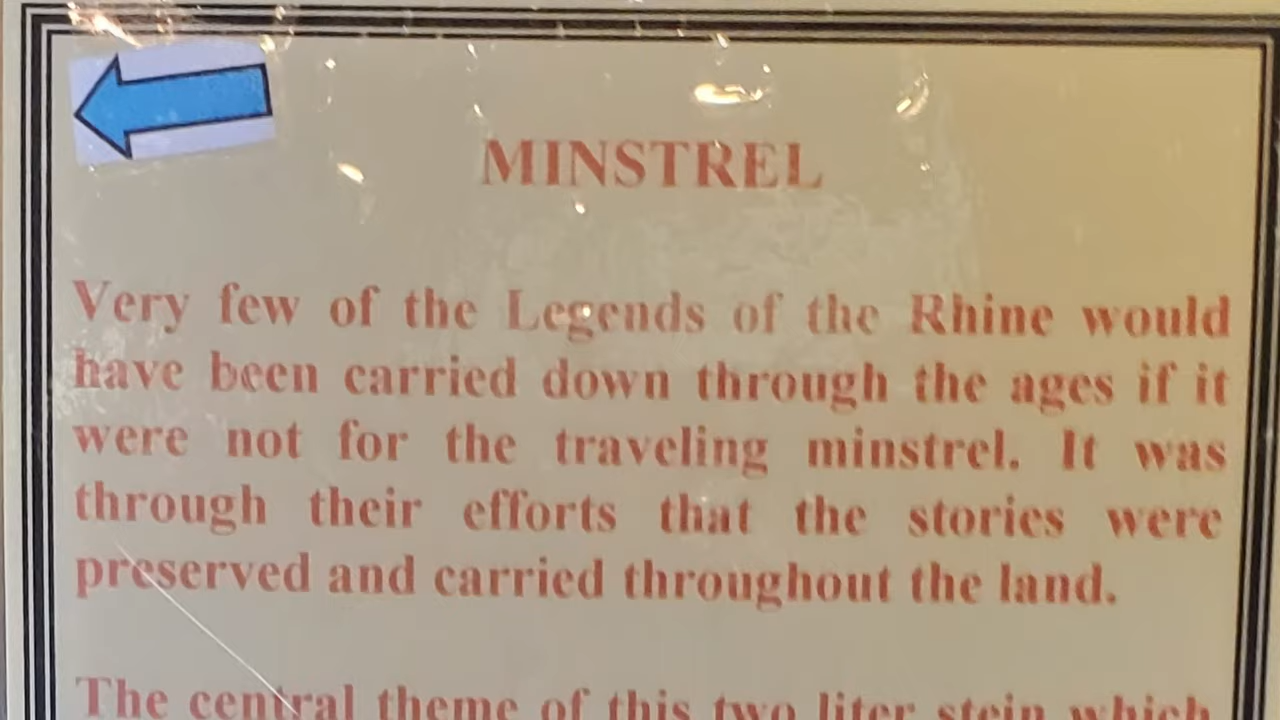 MINSTREL
Very few of the Legends of the Rhine would
have been carried down through the ages if it
were not for the traveling minstrel. It was
through their efforts that the stories were
preserved and carried throughout the land.
The central theme of this two liter stein which